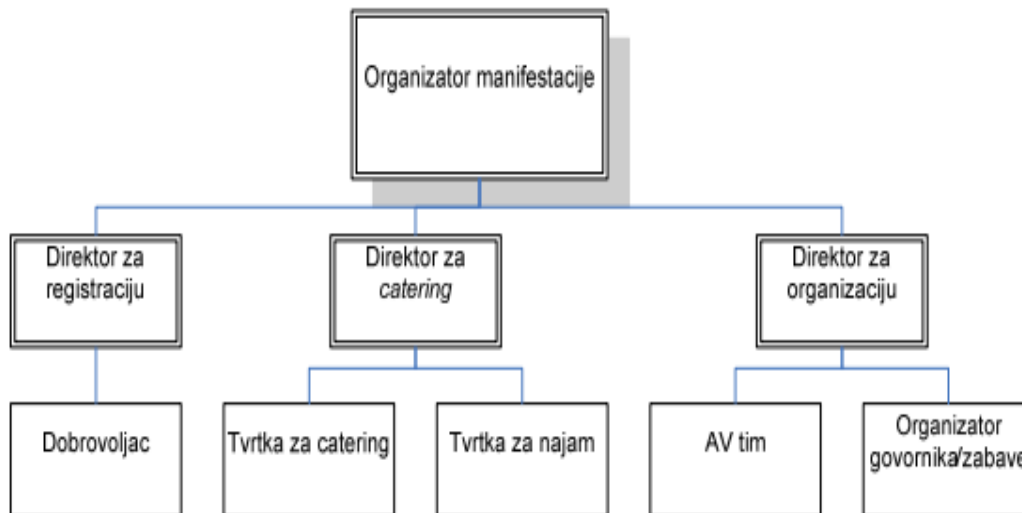 Organizator manifestacije
Direktor za
registraciju
Direktor za
catering
Direktor za
organizaciju
Dobrovoljac
Tvrtka za catering
Tvrtka za najam
AV tim
Organizator
govornika/zabave